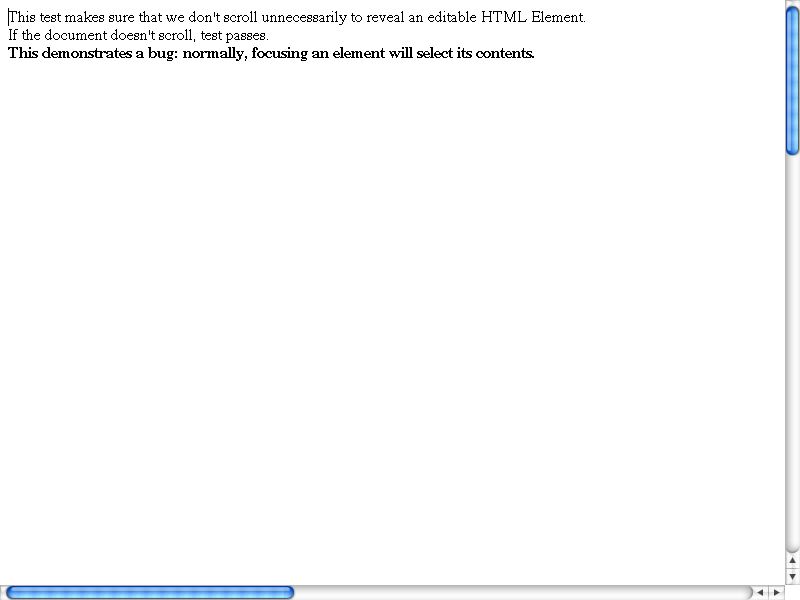 This test makes sure that we don't scroll unnecessarily to reveal an editable HTML Element.
If the document doesn't scroll, test passes.
This demonstrates a bug: normally, focusing an element will select its contents.